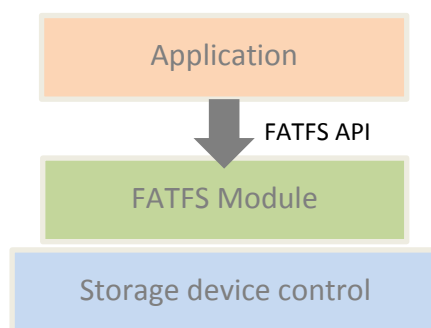 Application
FATFS API
FATFS Module
Storage device control